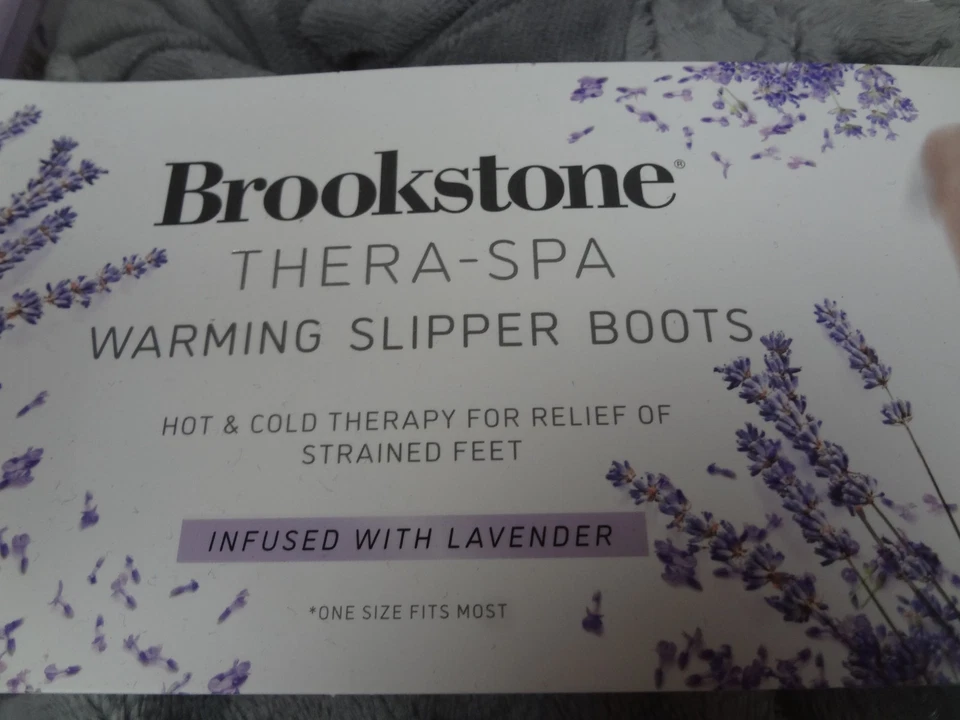 Brookstone®
THERA-SPA
WARMING SLIPPER BOOTS
HOT & COLD THERAPY FOR RELIEF OF
STRAINED FEET
INFUSED WITH LAVENDER
*ONE SIZE FITS MOST